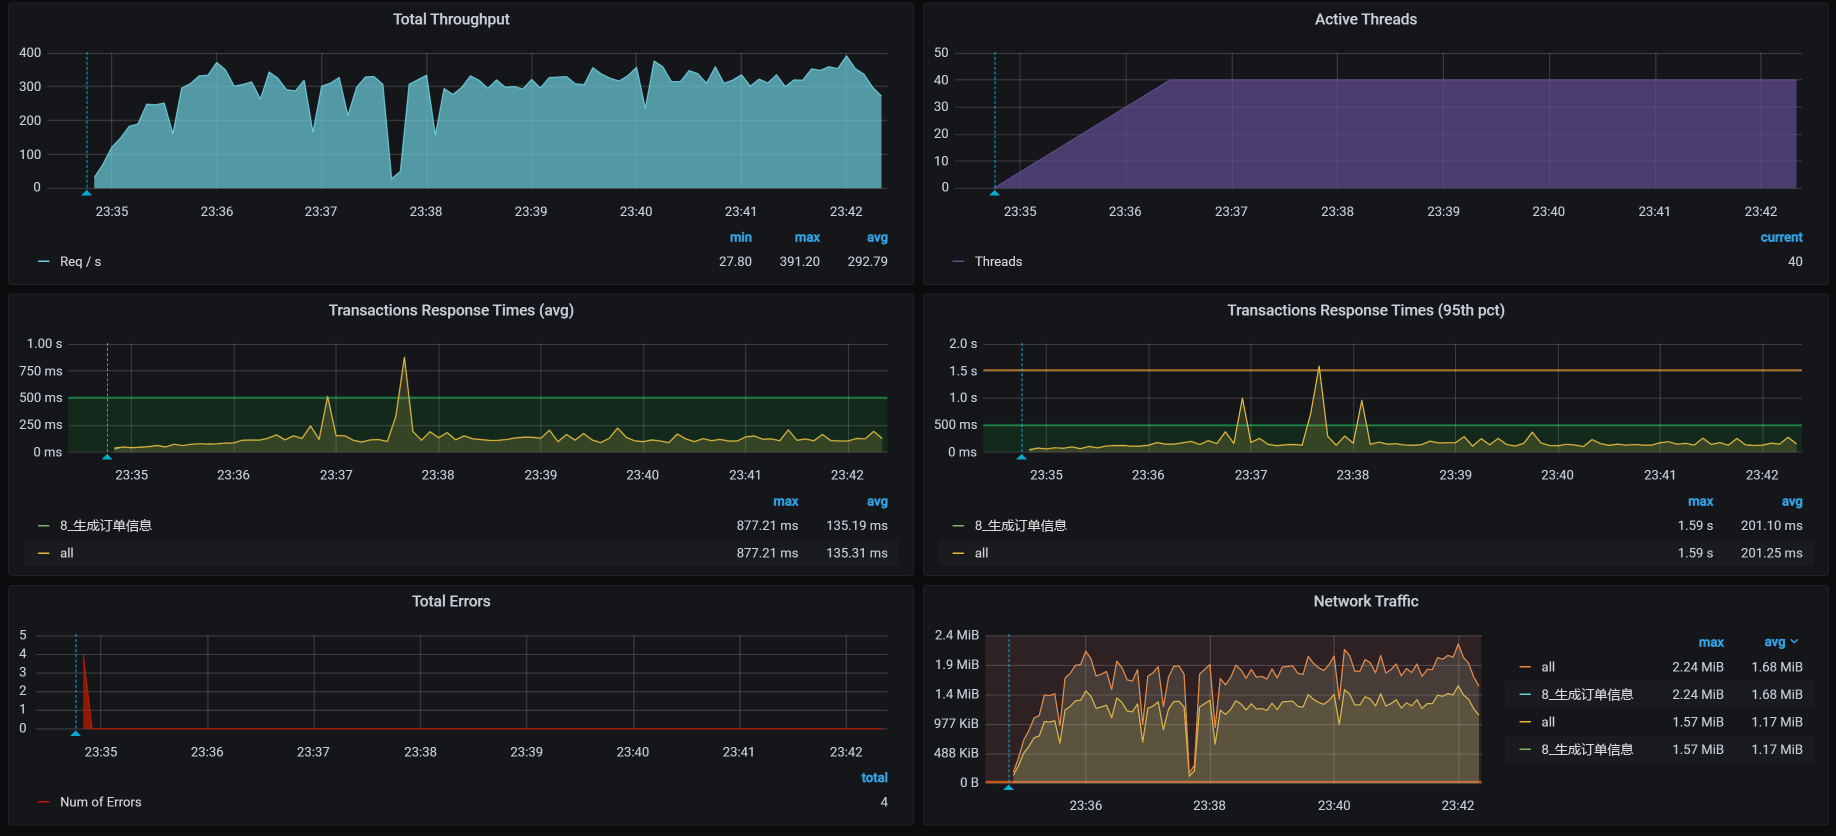 Total Throughput
400
300
200
100
0
23:35 23:36 23:37 23:38 23:39 23:40 23:41 23:42
min max avg
Req / s 27.80 391.20 292.79
Active Threads
50
40
30
20
10
0
23:35 23:36 23:37 23:38 23:39 23:40 23:41 23:42
current
Threads 40
Transactions Response Times (avg)
1.00 s
750 ms
500 ms
250 ms
0 ms
23:35 23:36 23:37 23:38 23:39 23:40 23:41 23:42
max avg
8_生成订单信息 877.21 ms 135.19 ms
all 877.21 ms 135.31 ms
Transactions Response Times (95th pct)
2.0 s
1.5 s
1.0 s
500 ms
0 ms
23:35 23:36 23:37 23:38 23:39 23:40 23:41 23:42
max avg
8_生成订单信息 1.59 s 201.10 ms
all 1.59 s 201.25 ms
Total Errors
5
4
3
2
1
0
23:35 23:36 23:37 23:38 23:39 23:40 23:41 23:42
total
Num of Errors 4
Network Traffic
2.4 MiB
1.9 MiB
1.4 MiB
977 KiB
488 KiB
0 B
23:36 23:38 23:40 23:42
max avg
all 2.24 MiB 1.68 MiB
8_生成订单信息 2.24 MiB 1.68 MiB
all 1.57 MiB 1.17 MiB
8_生成订单信息 1.57 MiB 1.17 MiB